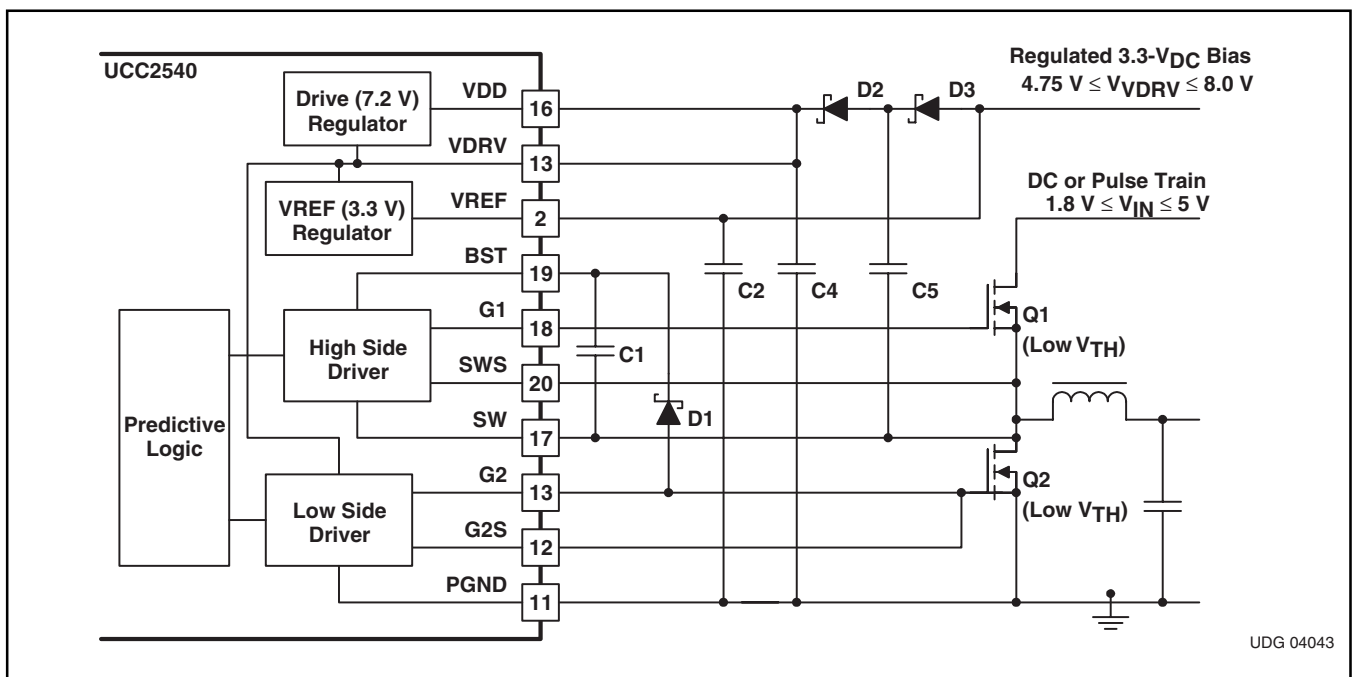 UCC2540
Drive (7.2 V)
Regulator
VREF (3.3 V)
Regulator
Predictive
Logic
High Side
Driver
Low Side
Driver
VDD
16
VDRV
13
VREF
2
BST
19
G1
18
SWS
20
SW
17
G2
13
G2S
12
PGND
11
C1
D1
C2
C4
C5
D2
D3
Regulated 3.3-VDC Bias
4.75 V ≤ VVDRV ≤ 8.0 V
DC or Pulse Train
1.8 V ≤ VIN ≤ 5 V
Q1
(Low VTH)
Q2
(Low VTH)
UDG 04043